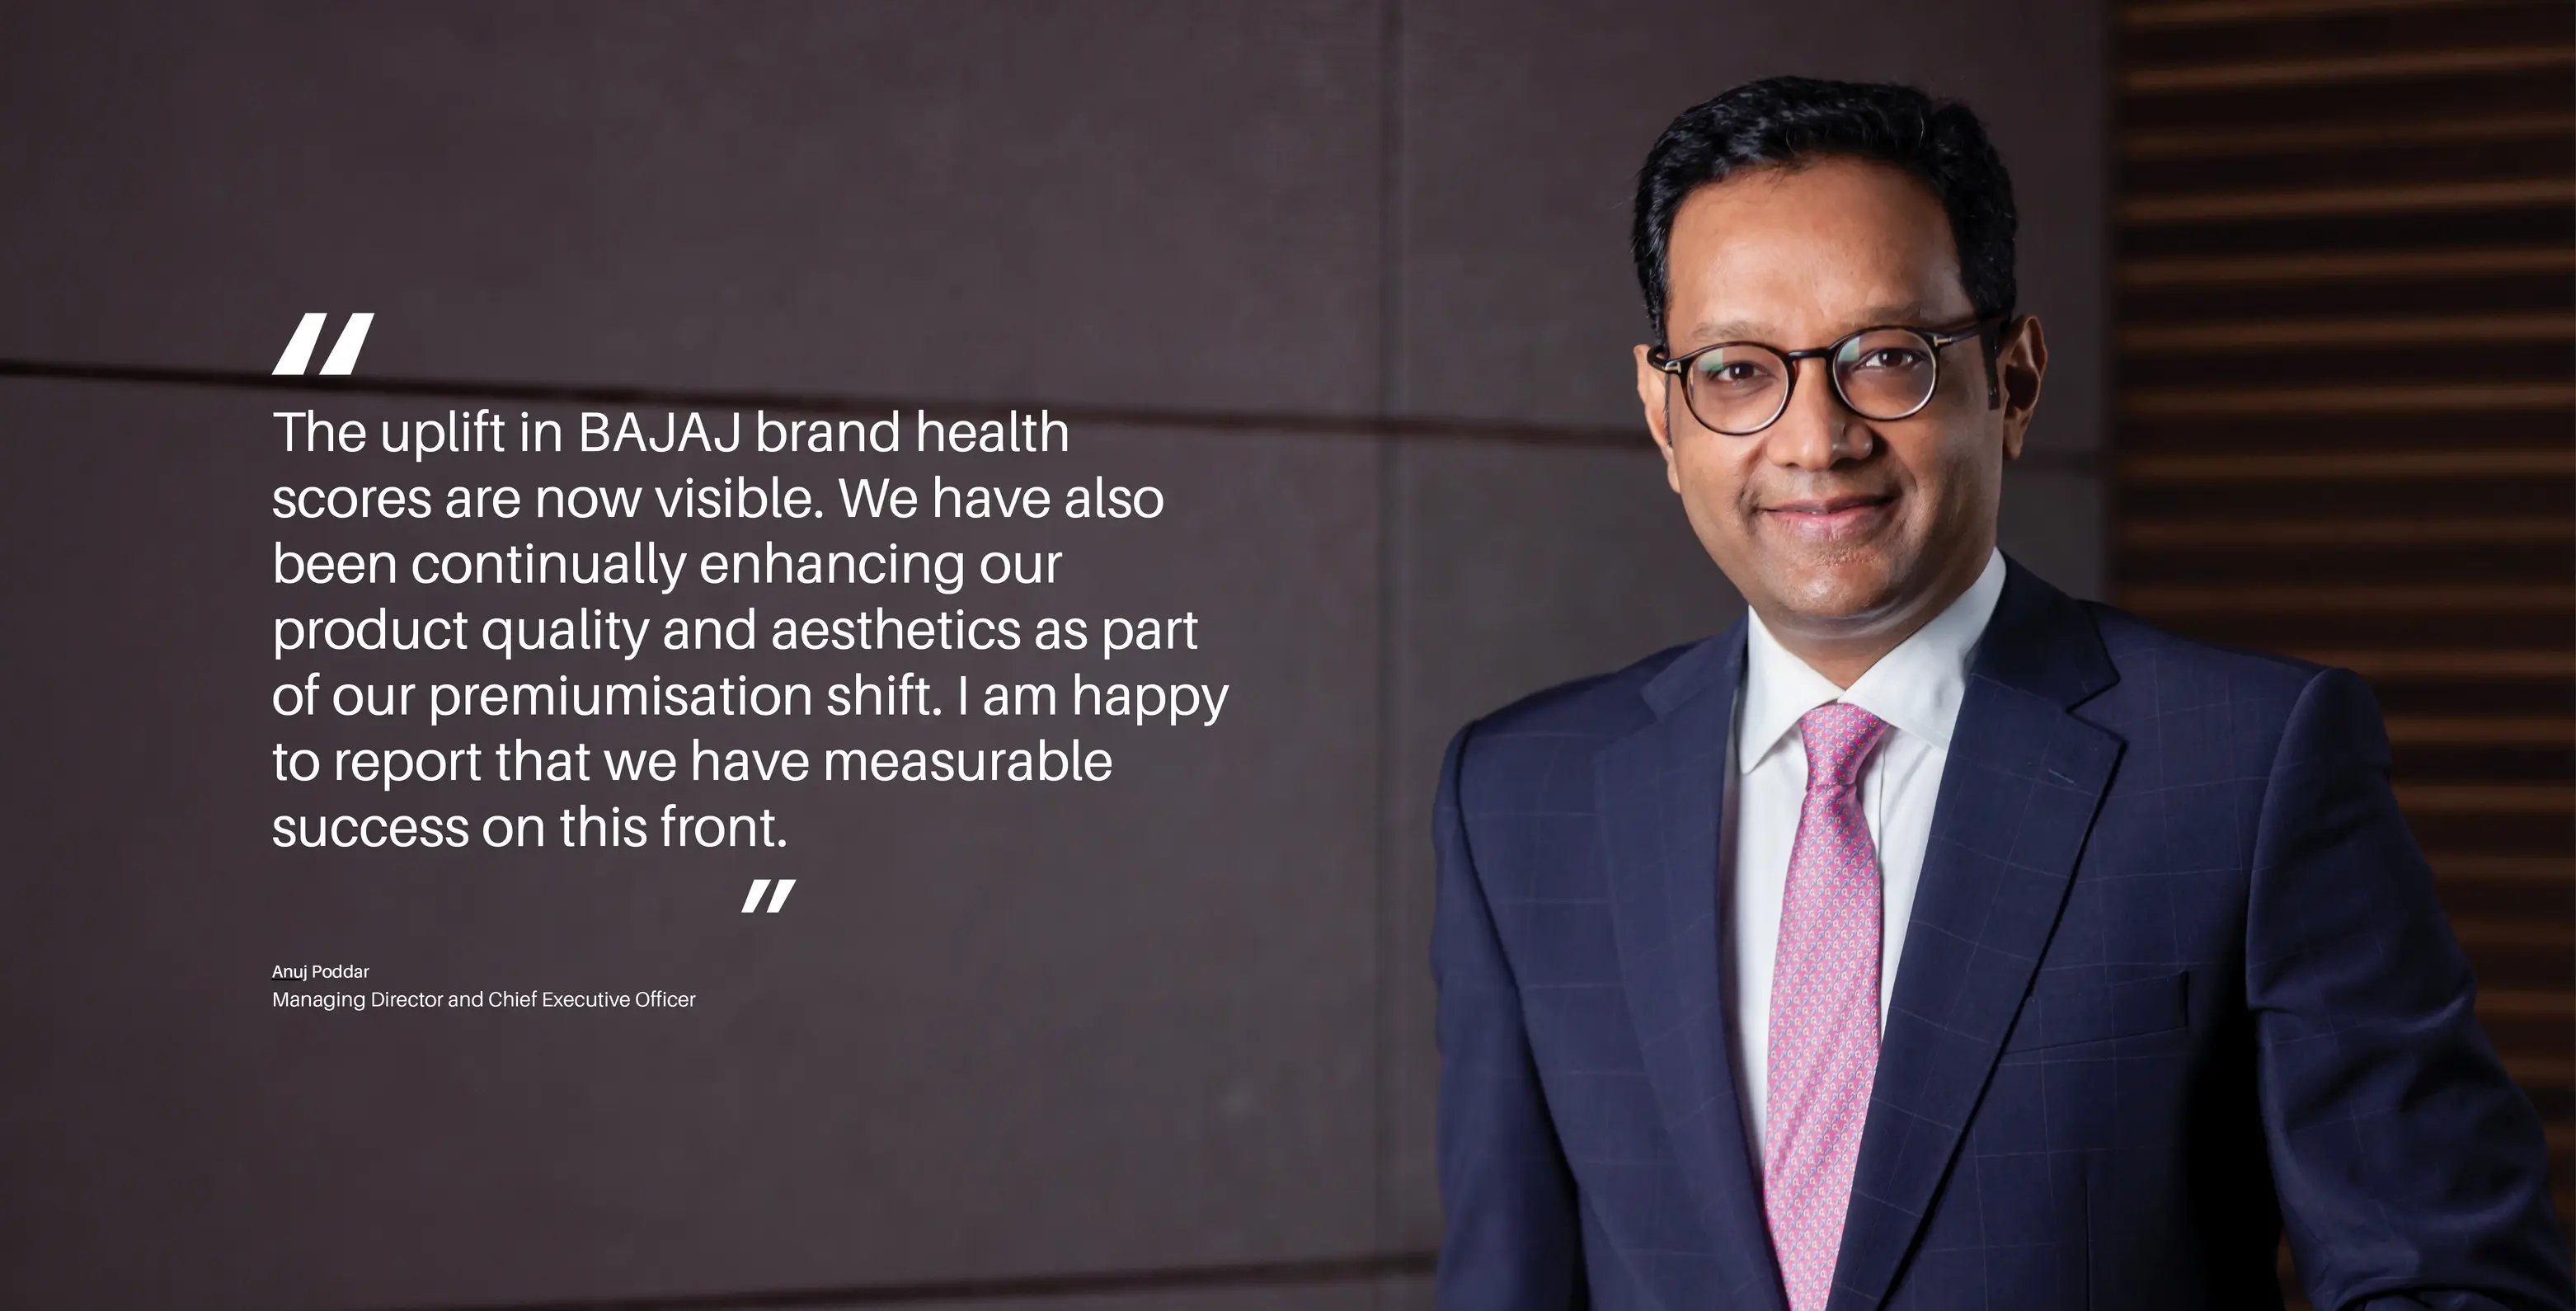 "
The uplift in BAJAJ brand health
scores are now visible. We have also
been continually enhancing our
product quality and aesthetics as part
of our premiumisation shift. I am happy
to report that we have measurable
success on this front.
"
Anuj Poddar
Managing Director and Chief Executive Officer